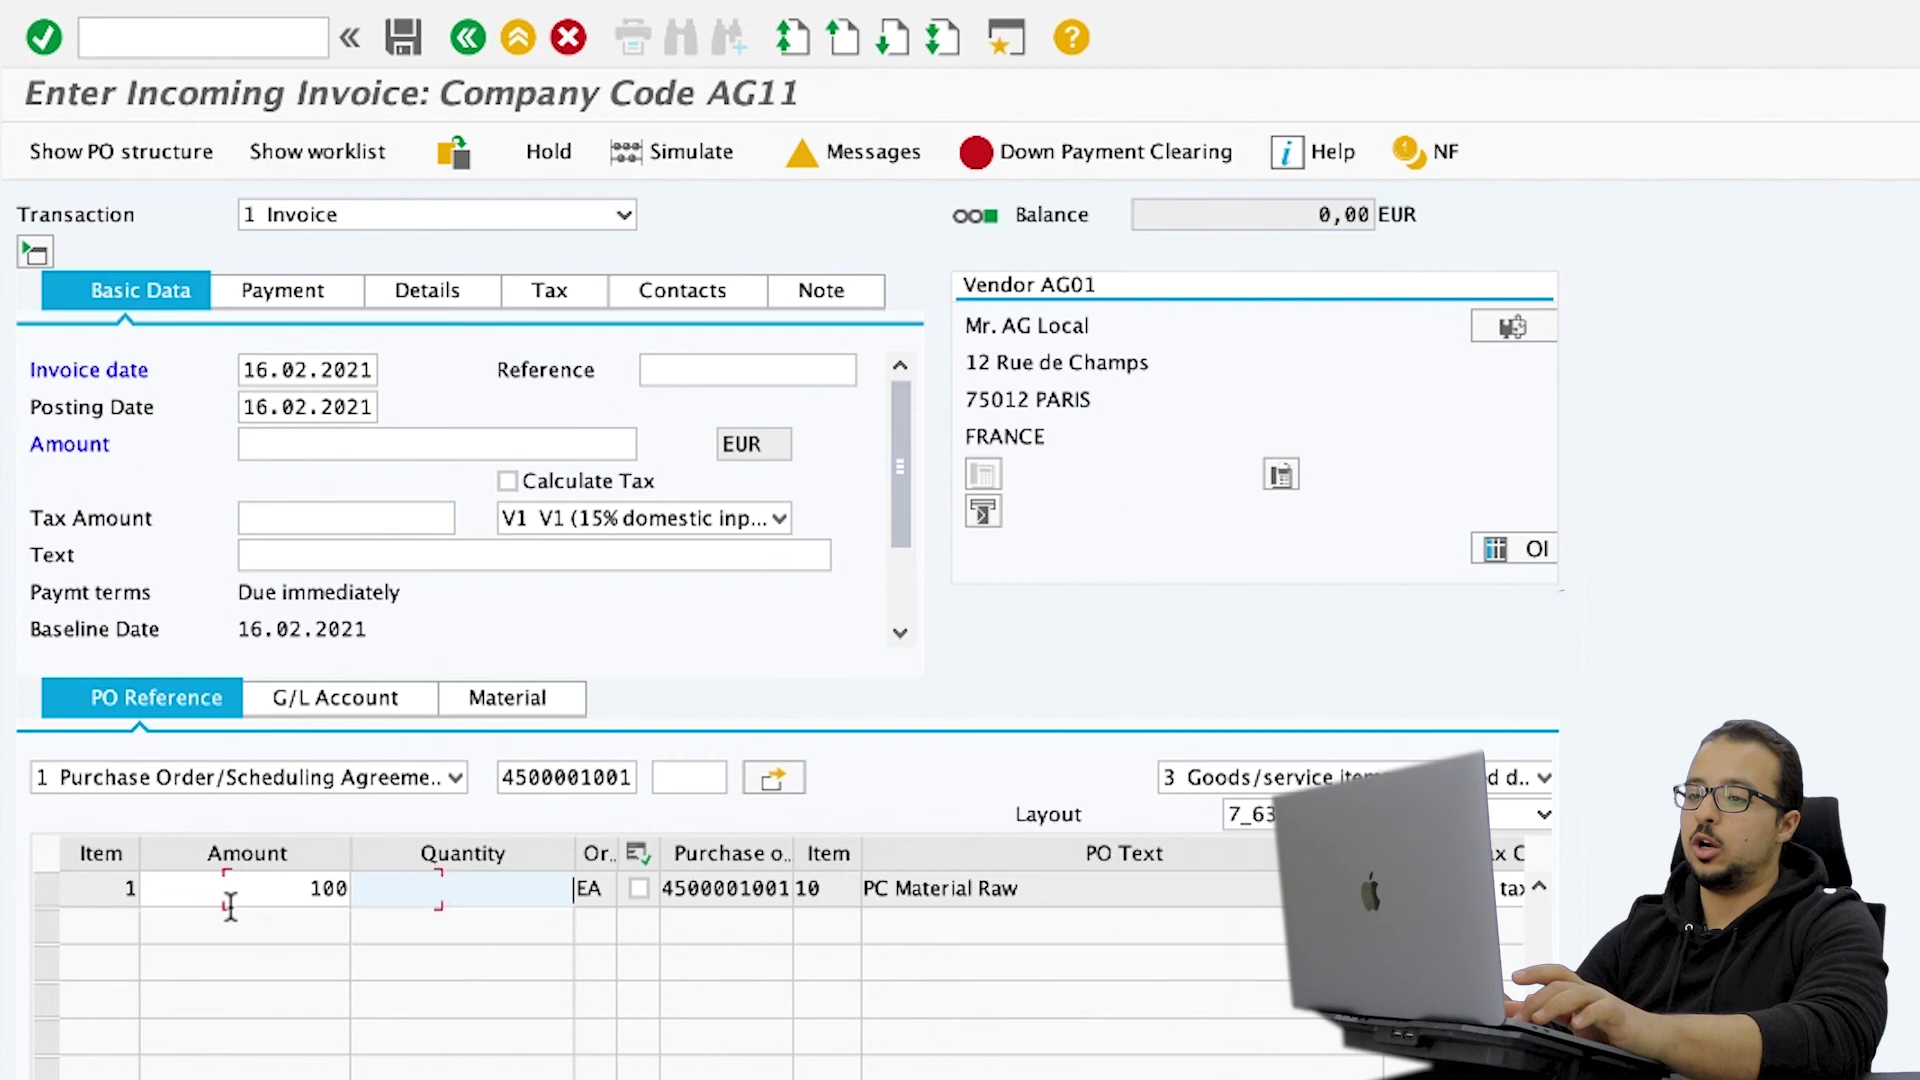 «
Enter Incoming Invoice: Company Code AG11
Show PO structure Show worklist Hold Simulate Messages Down Payment Clearing Help NF
Transaction 1 Invoice Balance 0,00 EUR
Basic Data Payment Details Tax Contacts Note
Vendor AG01
Mr. AG Local
12 Rue de Champs
75012 PARIS
FRANCE
OI
Invoice date 16.02.2021 Reference
Posting Date 16.02.2021
Amount EUR
Calculate Tax
Tax Amount V1 V1 (15% domestic inp...
Text
Paymt terms Due immediately
Baseline Date 16.02.2021
PO Reference G/L Account Material
1 Purchase Order/Scheduling Agreeme.. 4500001001 3 Goods/service d..
Layout 7_63
Item Amount Quantity Or.. Purchase o.. Item PO Text
1 100 EA 4500001001 10 PC Material Raw tax